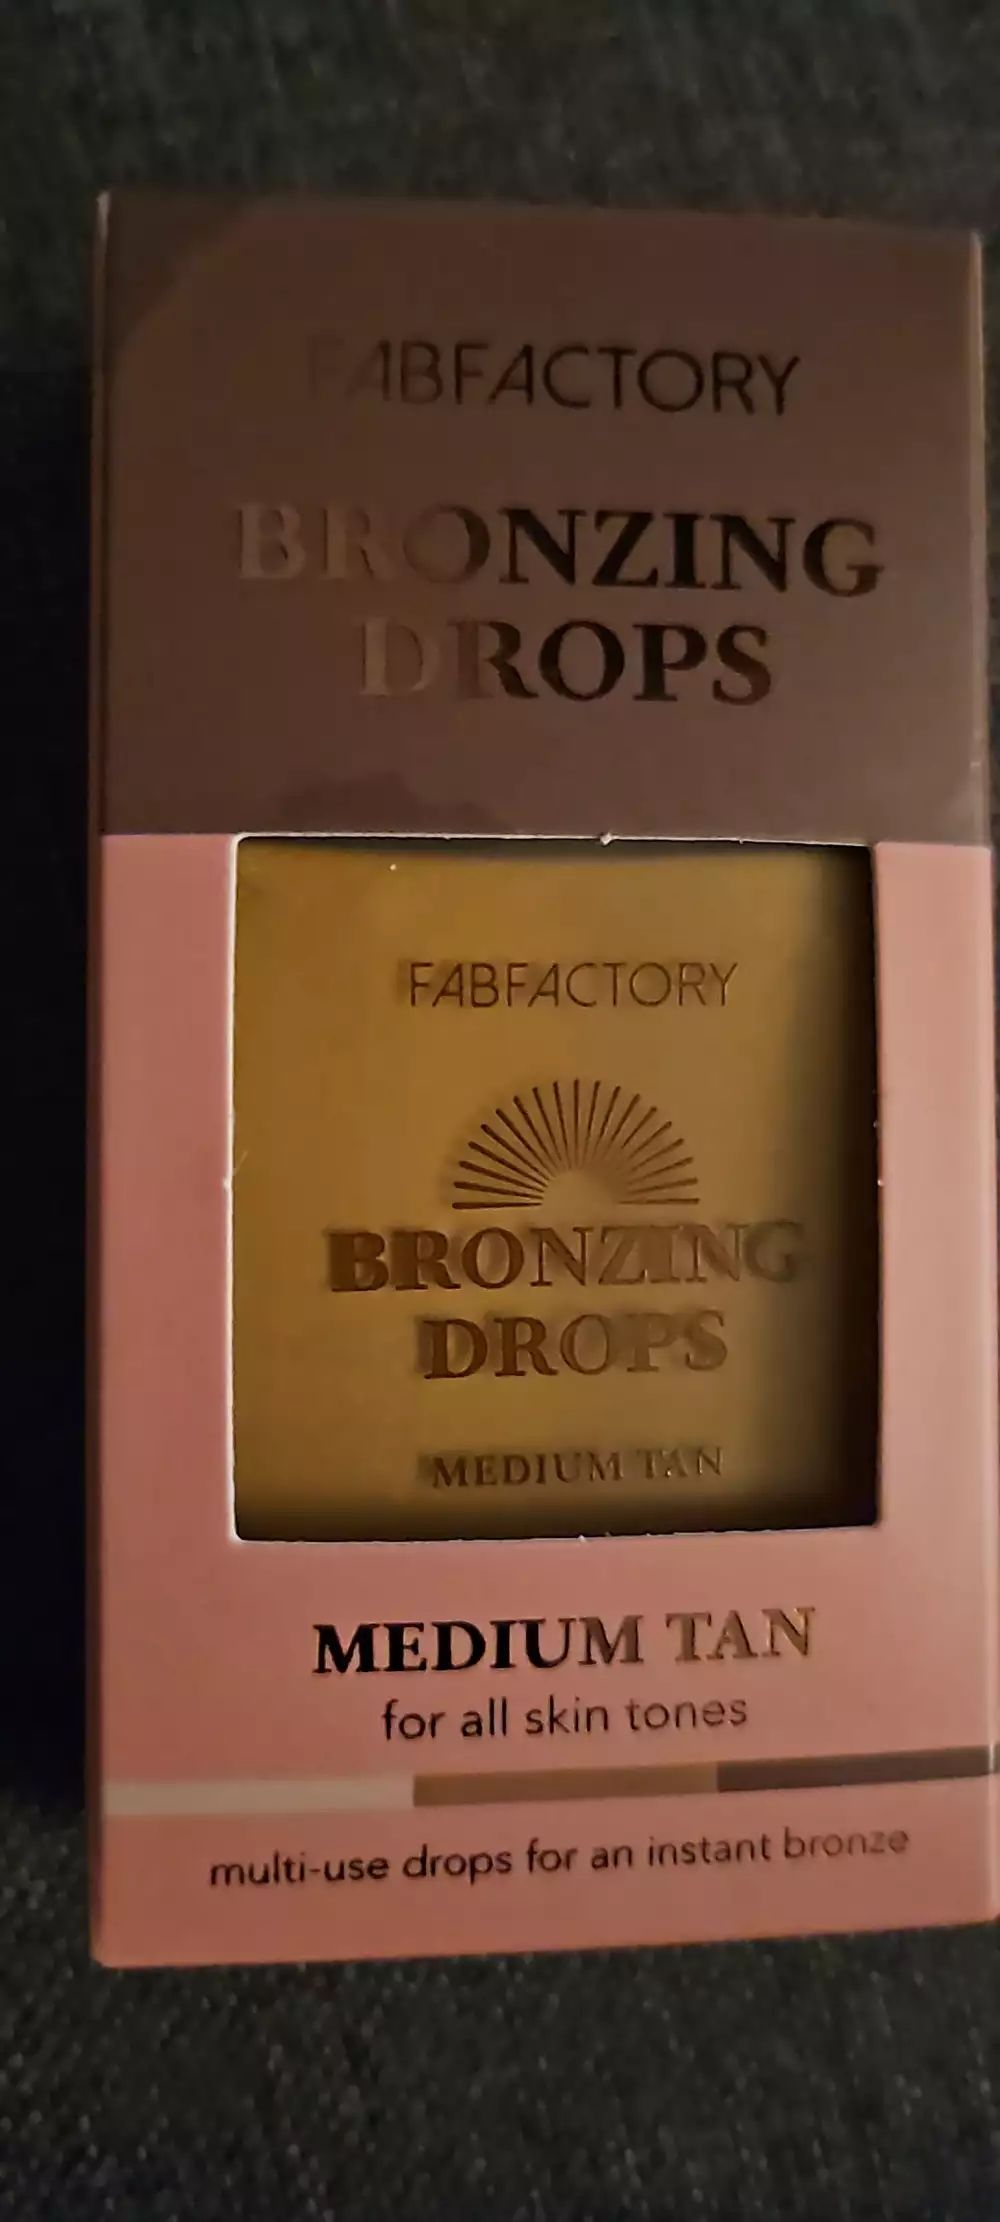 FABFACTORY
BRONZING
DROPS
FABFACTORY
BRONZING
DROPS
MEDIUM TAN
MEDIUM TAN
for all skin tones
multi-use drops for an instant bronze